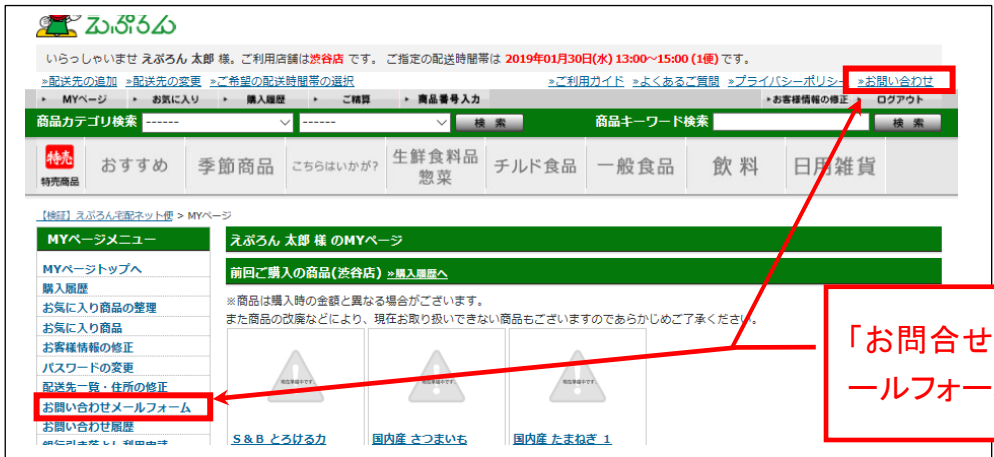 えぷろん
いらっしゃいませ えぷろん 太郎 様。ご利用店舗は渋谷店 です。 ご指定の配送時間帯は 2019年01月30日(水) 13:00～15:00 (1便) です。
»配送先の追加 »配送先の変更 »ご希望の配送時間帯の選択 »ご利用ガイド »よくあるご質問 »プライバシーポリシー »お問い合わせ
MYページ お気に入り 購入履歴 ご精算 商品番号入力 お客様情報の修正 ログアウト
商品カテゴリ検索 ------ ------ 検 索 商品キーワード検索 検 索
特売
特売商品
おすすめ
季節商品
こちらはいかが?
生鮮食料品
惣菜
チルド食品
一般食品
飲 料
日用雑貨
【検証】えぷろん宅配ネット便 > MYページ
MYページメニュー
MYページトップへ
購入履歴
お気に入り商品の整理
お気に入り商品
お客様情報の修正
パスワードの変更
配送先一覧・住所の修正
お問い合わせメールフォーム
お問い合わせ履歴
えぷろん 太郎 様 のMYページ
前回ご購入の商品(渋谷店) »購入履歴へ
※商品は購入時の金額と異なる場合がございます。
また商品の改廃などにより、現在お取り扱いできない商品もございますのであらかじめご了承ください。
S＆B とろけるカ
国内産 さつまいも
国内産 たまねぎ 1
「お問合せ
ールフォー